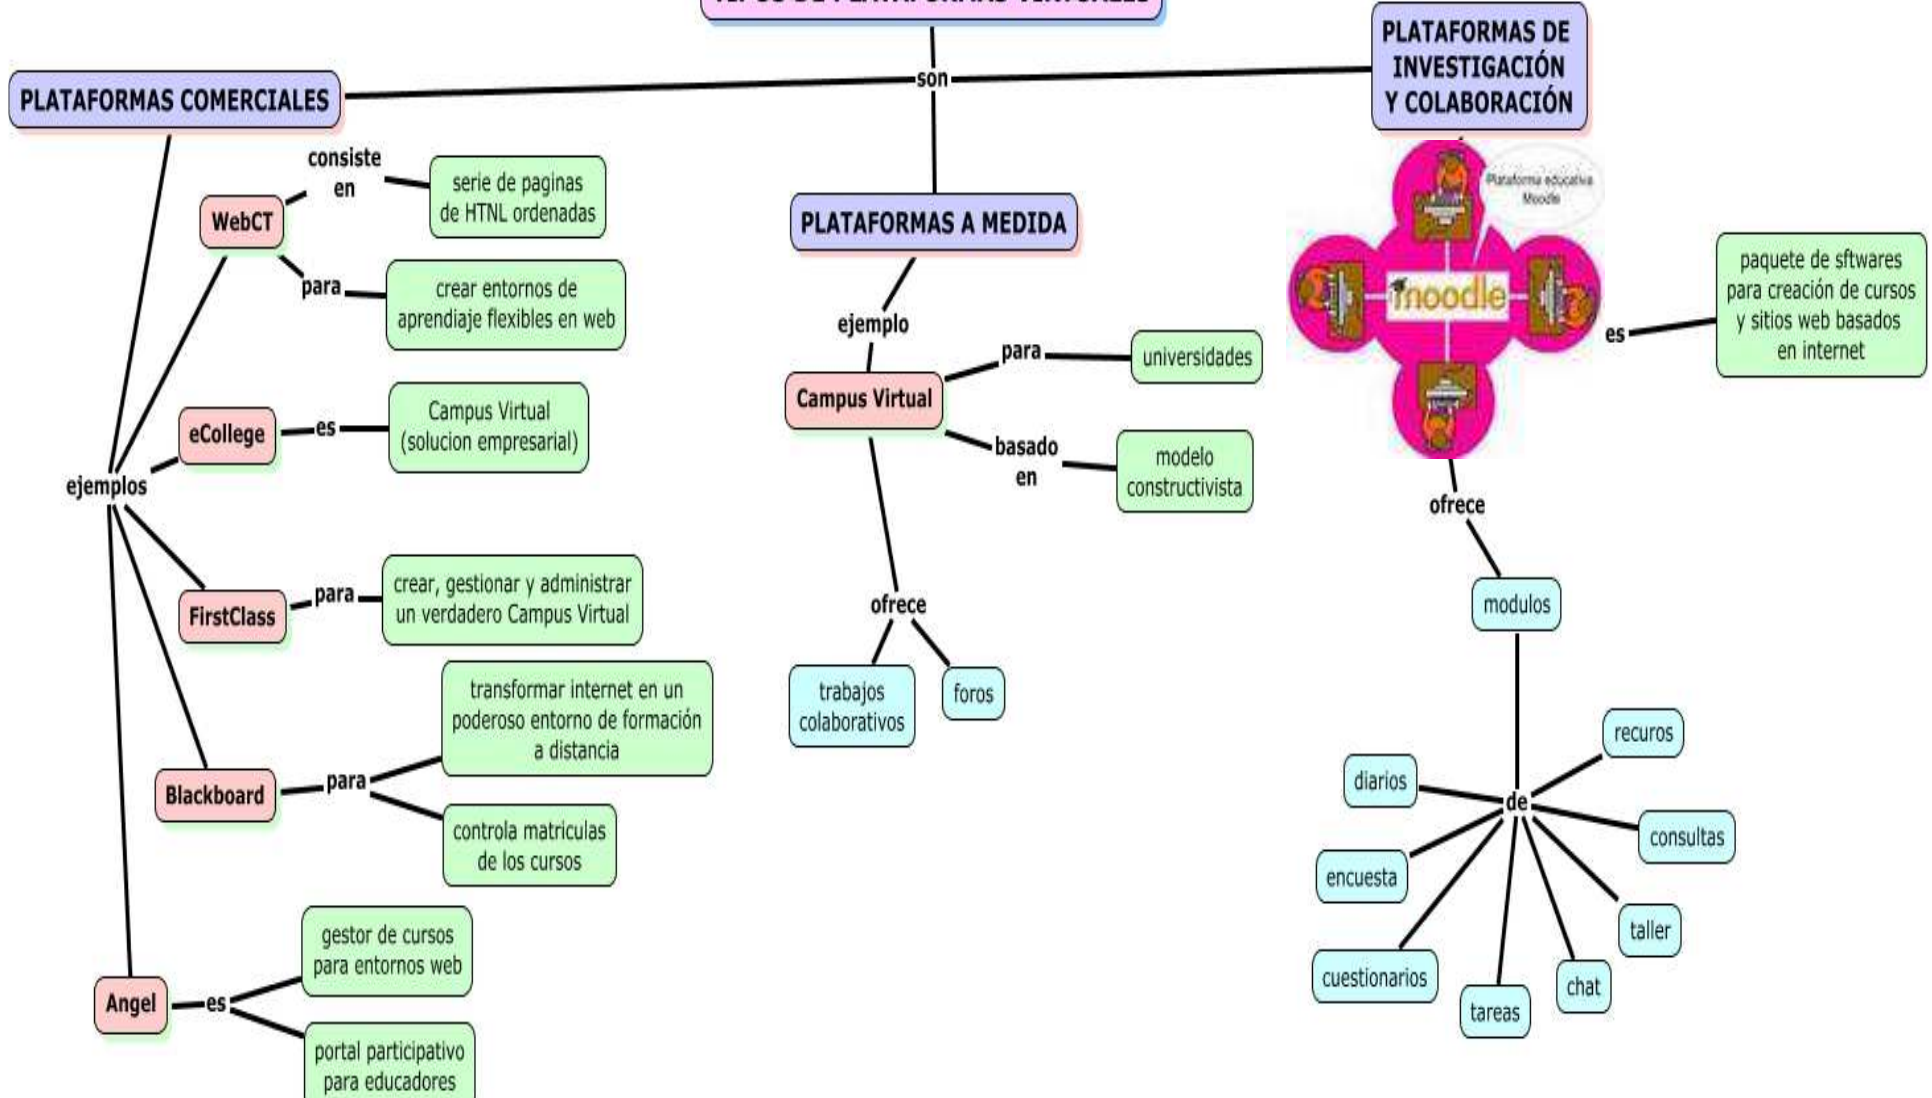 TIPOS DE PLATAFORMAS VIRTUALES
son
PLATAFORMAS COMERCIALES
ejemplos
WebCT
consiste
en
serie de paginas
de HTNL ordenadas
para
crear entornos de
aprendiaje flexibles en web
eCollege
es
Campus Virtual
(solucion empresarial)
FirstClass
para
crear, gestionar y administrar
un verdadero Campus Virtual
Blackboard
para
transformar internet en un
poderoso entorno de formación
a distancia
controla matriculas
de los cursos
Angel
es
gestor de cursos
para entornos web
portal participativo
para educadores
PLATAFORMAS A MEDIDA
ejemplo
Campus Virtual
para
universidades
basado
en
modelo
constructivista
ofrece
trabajos
colaborativos
foros
PLATAFORMAS DE
INVESTIGACIÓN
Y COLABORACIÓN
Plataforma educativa
Moodle
moodle
es
paquete de sftwares
para creación de cursos
y sitios web basados
en internet
ofrece
modulos
de
recuros
diarios
consultas
encuesta
taller
cuestionarios
chat
tareas